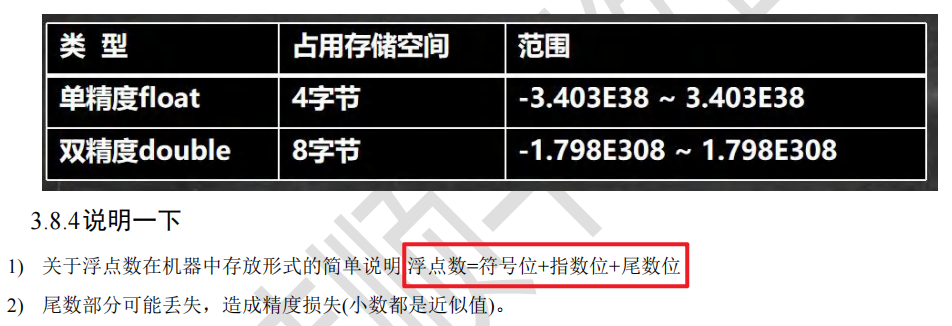 类 型 占用存储空间 范围
单精度float 4字节 -3.403E38 ~ 3.403E38
双精度double 8字节 -1.798E308 ~ 1.798E308
3.8.4说明一下
1) 关于浮点数在机器中存放形式的简单说明,浮点数=符号位+指数位+尾数位
2) 尾数部分可能丢失，造成精度损失(小数都是近似值)。